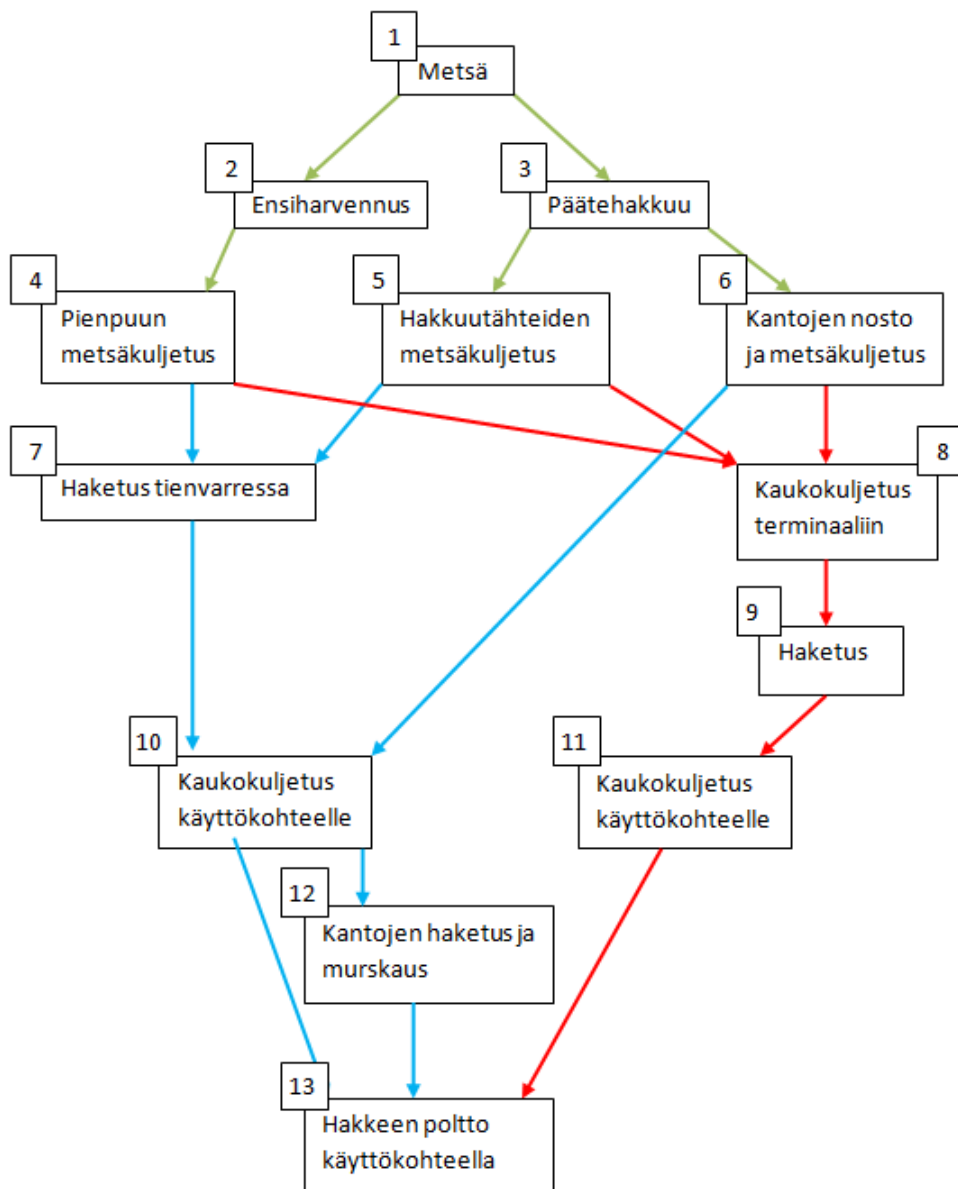 1
Metsä
2
Ensiharvennus
3
Päätehakkuu
4
Pienpuun
metsäkuljetus
5
Hakkuutähteiden
metsäkuljetus
6
Kantojen nosto
ja metsäkuljetus
7
Haketus tienvarressa
8
Kaukokuljetus
terminaaliin
9
Haketus
10
Kaukokuljetus
käyttökohteelle
11
Kaukokuljetus
käyttökohteelle
12
Kantojen haketus ja
murskaus
13
Hakkeen poltto
käyttökohteella